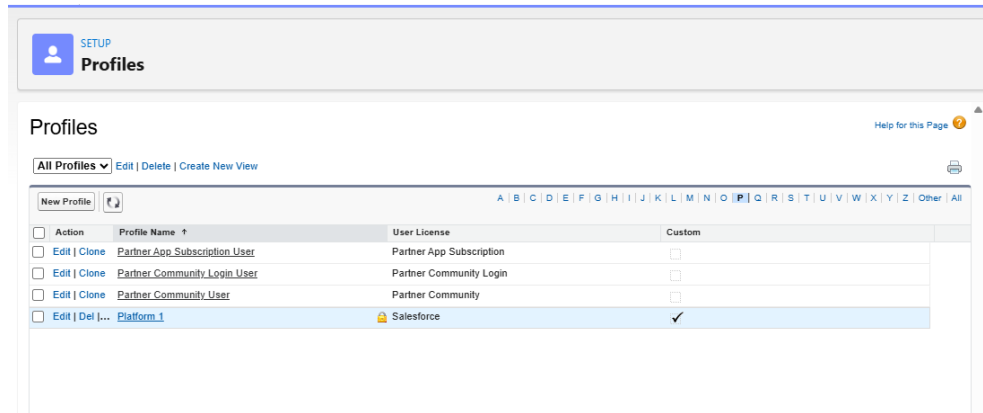 SETUP
Profiles
Profiles
Help for this Page ?
All Profiles Edit | Delete | Create New View
New Profile A | B | C | D | E | F | G | H | I | J | K | L | M | N | O | P | Q | R | S | T | U | V | W | X | Y | Z | Other | All
Action Profile Name ↑ User License Custom
Edit | Clone Partner App Subscription User Partner App Subscription
Edit | Clone Partner Community Login User Partner Community Login
Edit | Clone Partner Community User Partner Community
Edit | Del |... Platform 1 Salesforce ✓